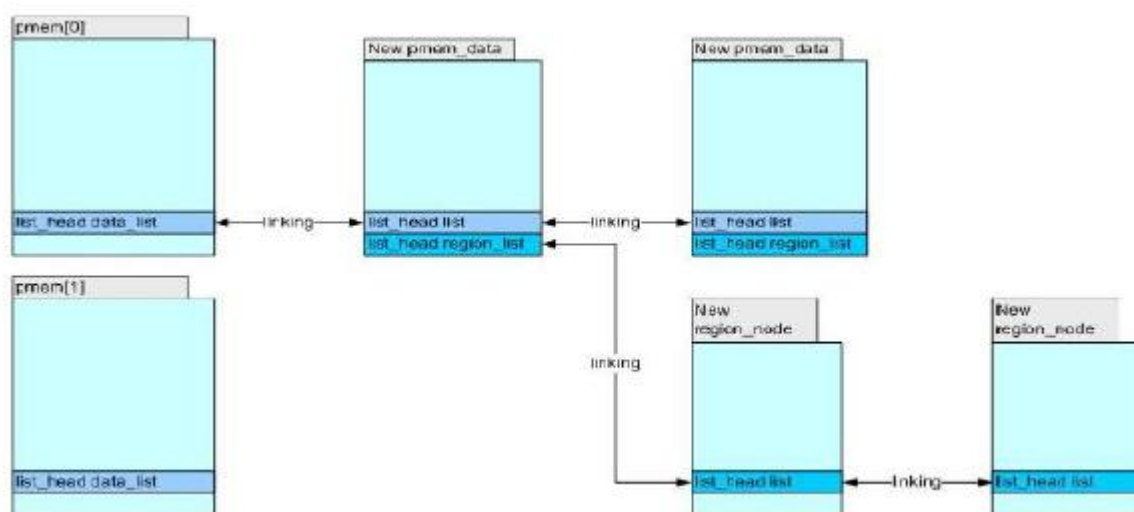 pmem[0]
New pmem_data
New pmem_data
list_head data_list
linking
list_head list
linking
list_head list
list_head region_list
list_head region_list
pmem[1]
New
region_node
New
region_node
linking
list_head data_list
list_head list
linking
list_head list